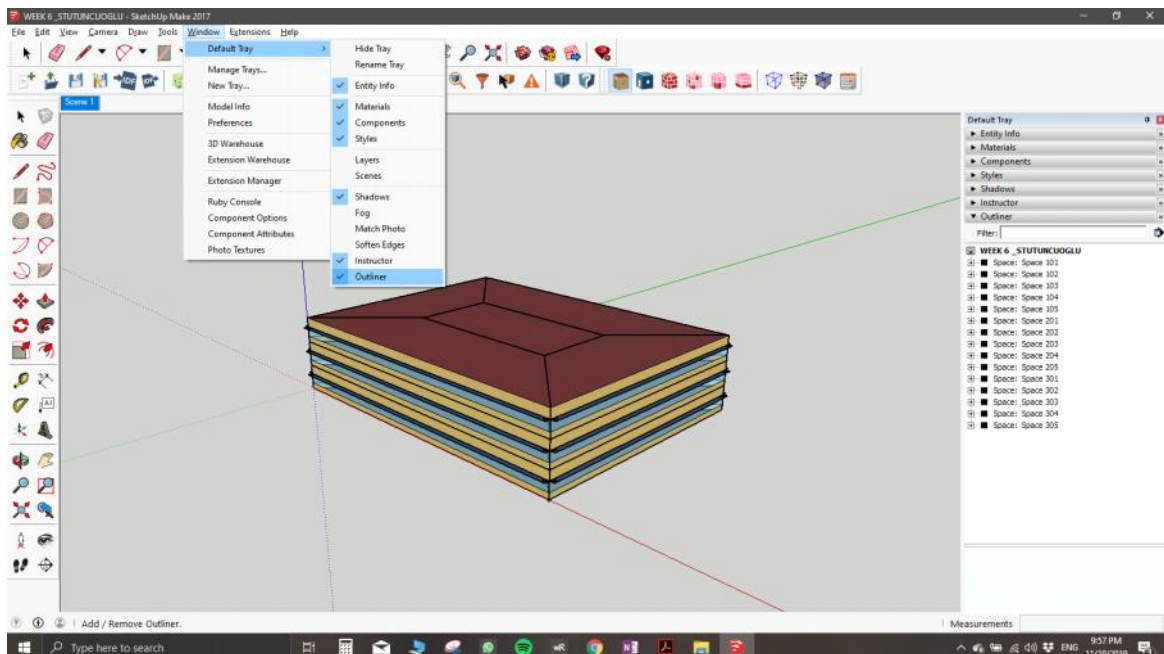 WEEK 6 _STUTUNCUOGLU - SketchUp Make 2017
File Edit View Camera Draw Tools Window Extensions Help
Default Tray
Manage Trays...
New Tray...
Model Info
Preferences
3D Warehouse
Extension Warehouse
Extension Manager
Ruby Console
Component Options
Component Attributes
Photo Textures
Hide Tray
Rename Tray
Entity Info
Materials
Components
Styles
Layers
Scenes
Shadows
Fog
Match Photo
Soften Edges
Instructor
Outliner
Scene 1
Default Tray
Entity Info
Materials
Components
Styles
Shadows
Instructor
Outliner
Filter:
WEEK 6 _STUTUNCUOGLU
Space: Space 101
Space: Space 102
Space: Space 103
Space: Space 104
Space: Space 105
Space: Space 201
Space: Space 202
Space: Space 203
Space: Space 204
Space: Space 205
Space: Space 301
Space: Space 302
Space: Space 303
Space: Space 304
Space: Space 305
Add / Remove Outliner.
Measurements
Type here to search
wR
ENG
9:57 PM